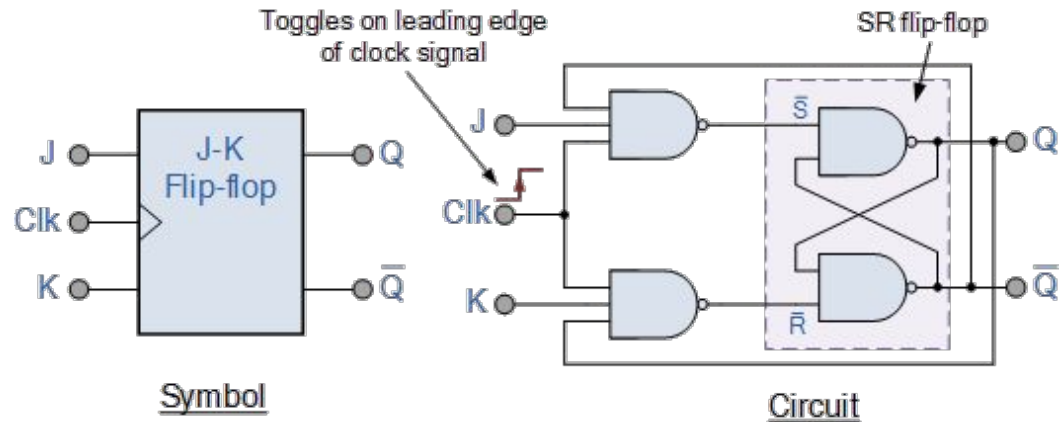 Toggles on leading edge
of clock signal
SR flip-flop
J
Clk
K
J-K
Flip-flop
Q
Q̅
Symbol
J
Clk
K
S̅
R̅
Q
Q̅
Circuit